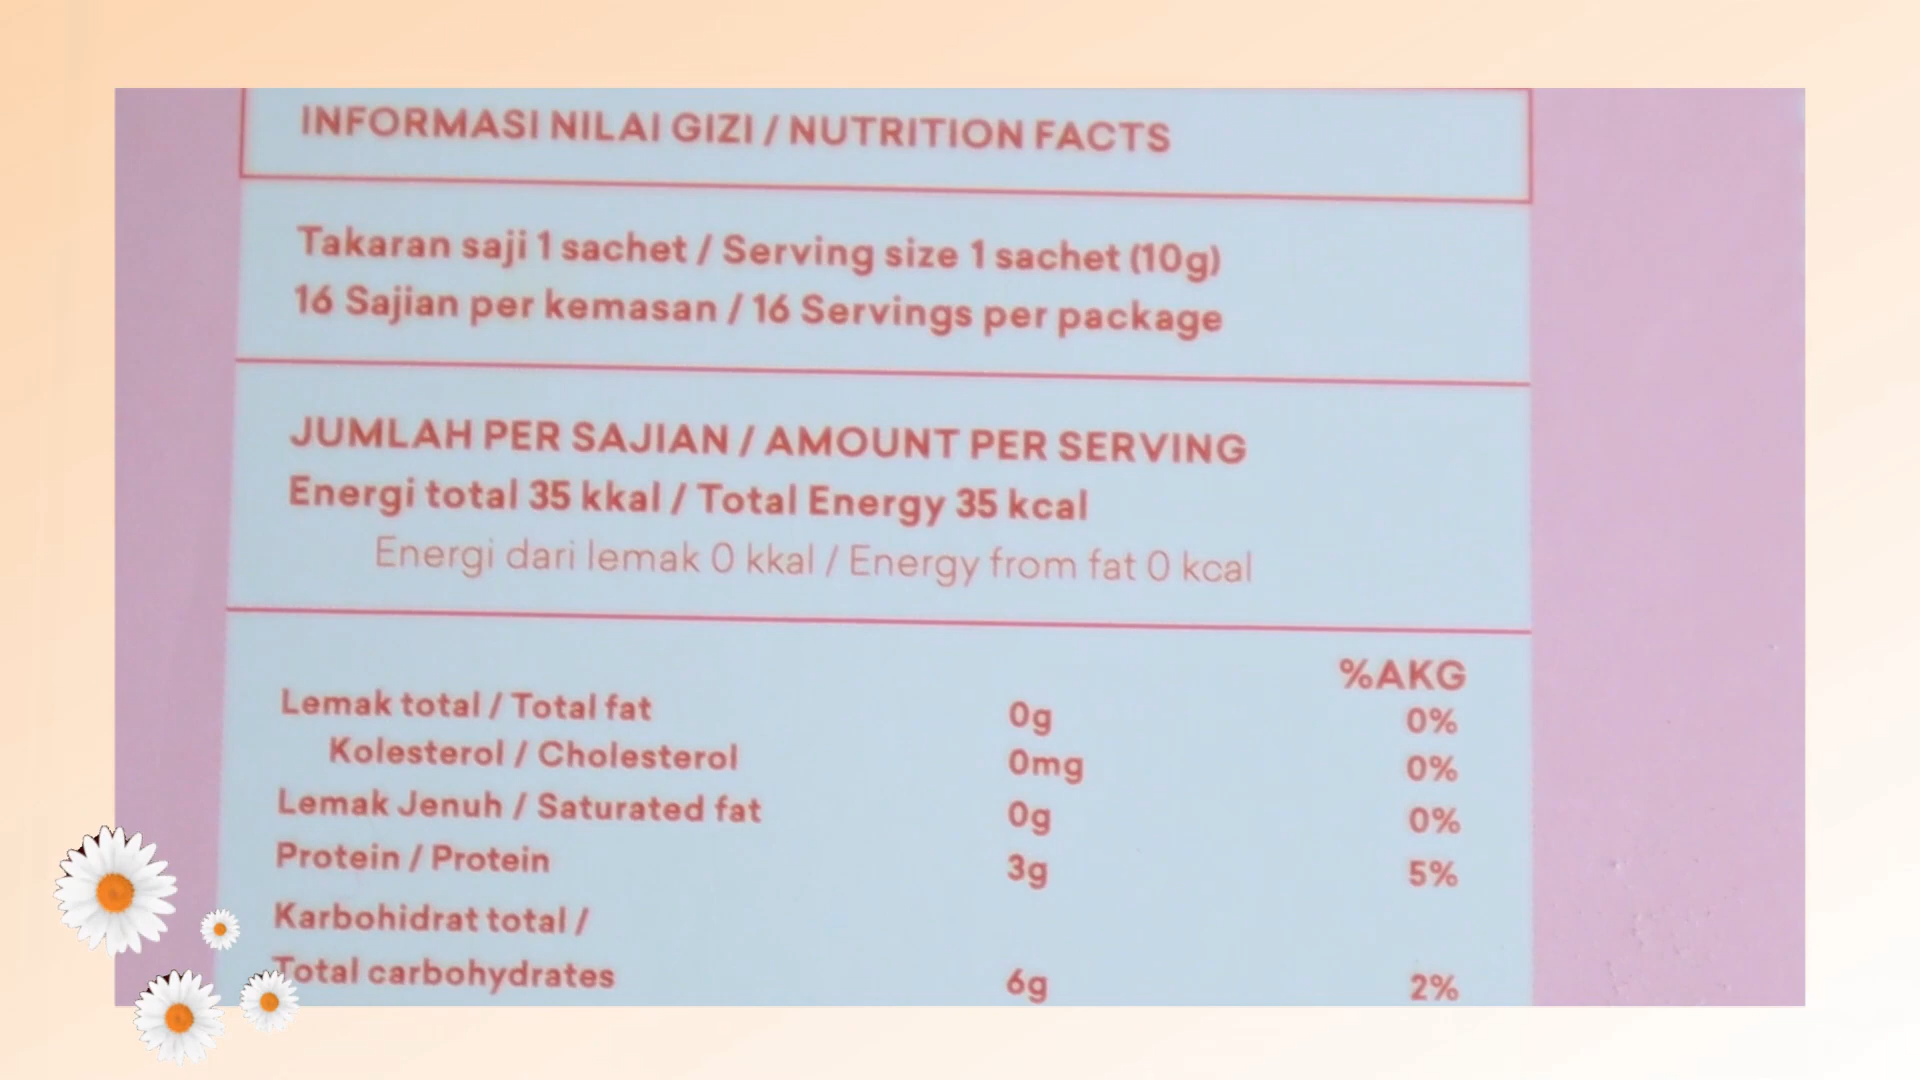 INFORMASI NILAI GIZI / NUTRITION FACTS
Takaran saji 1 sachet / Serving size 1 sachet (10g)
16 Sajian per kemasan / 16 Servings per package
JUMLAH PER SAJIAN / AMOUNT PER SERVING
Energi total 35 kkal / Total Energy 35 kcal
Energi dari lemak 0 kkal / Energy from fat 0 kcal
%AKG
Lemak total / Total fat 0g 0%
Kolesterol / Cholesterol 0mg 0%
Lemak Jenuh / Saturated fat 0g 0%
Protein / Protein 3g 5%
Karbohidrat total /
Total carbohydrates 6g 2%